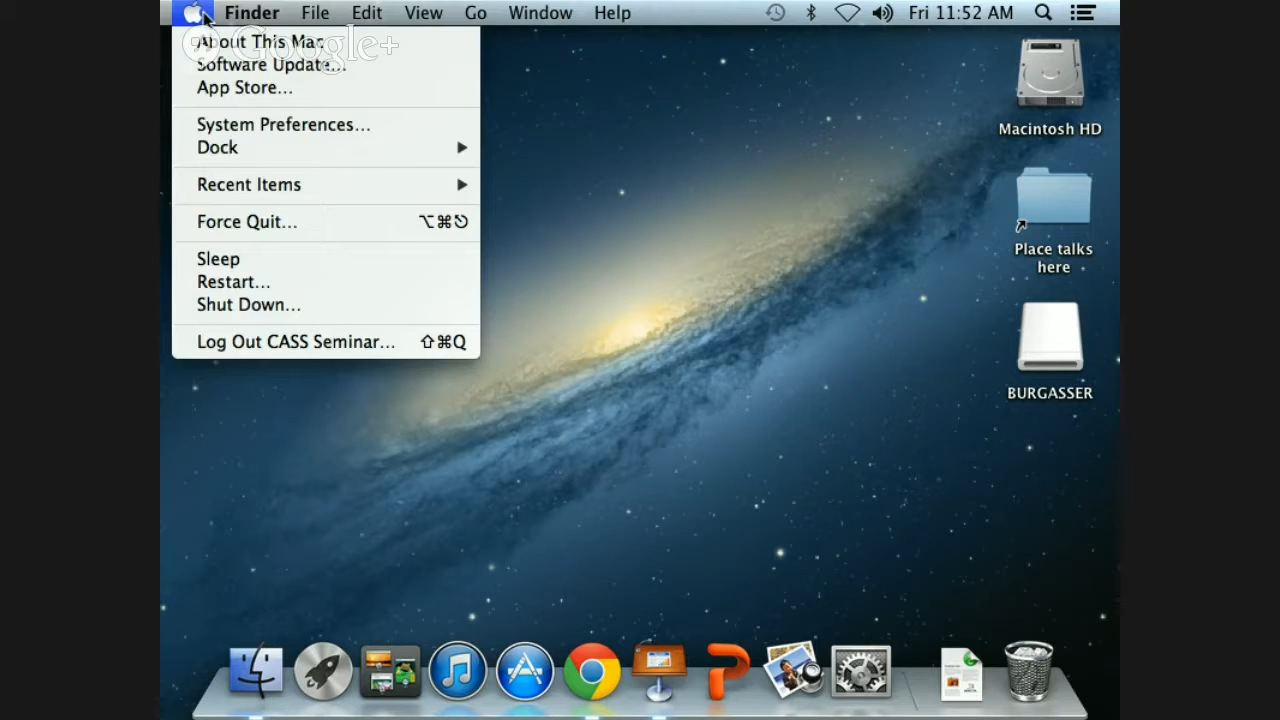 Finder File Edit View Go Window Help Fri 11:52 AM
Google+
About This Mac
Software Update...
App Store...
System Preferences...
Dock
Recent Items
Force Quit... ⌥⌘⎋
Sleep
Restart...
Shut Down...
Log Out CASS Seminar... ⇧⌘Q
Macintosh HD
Place talks
here
BURGASSER